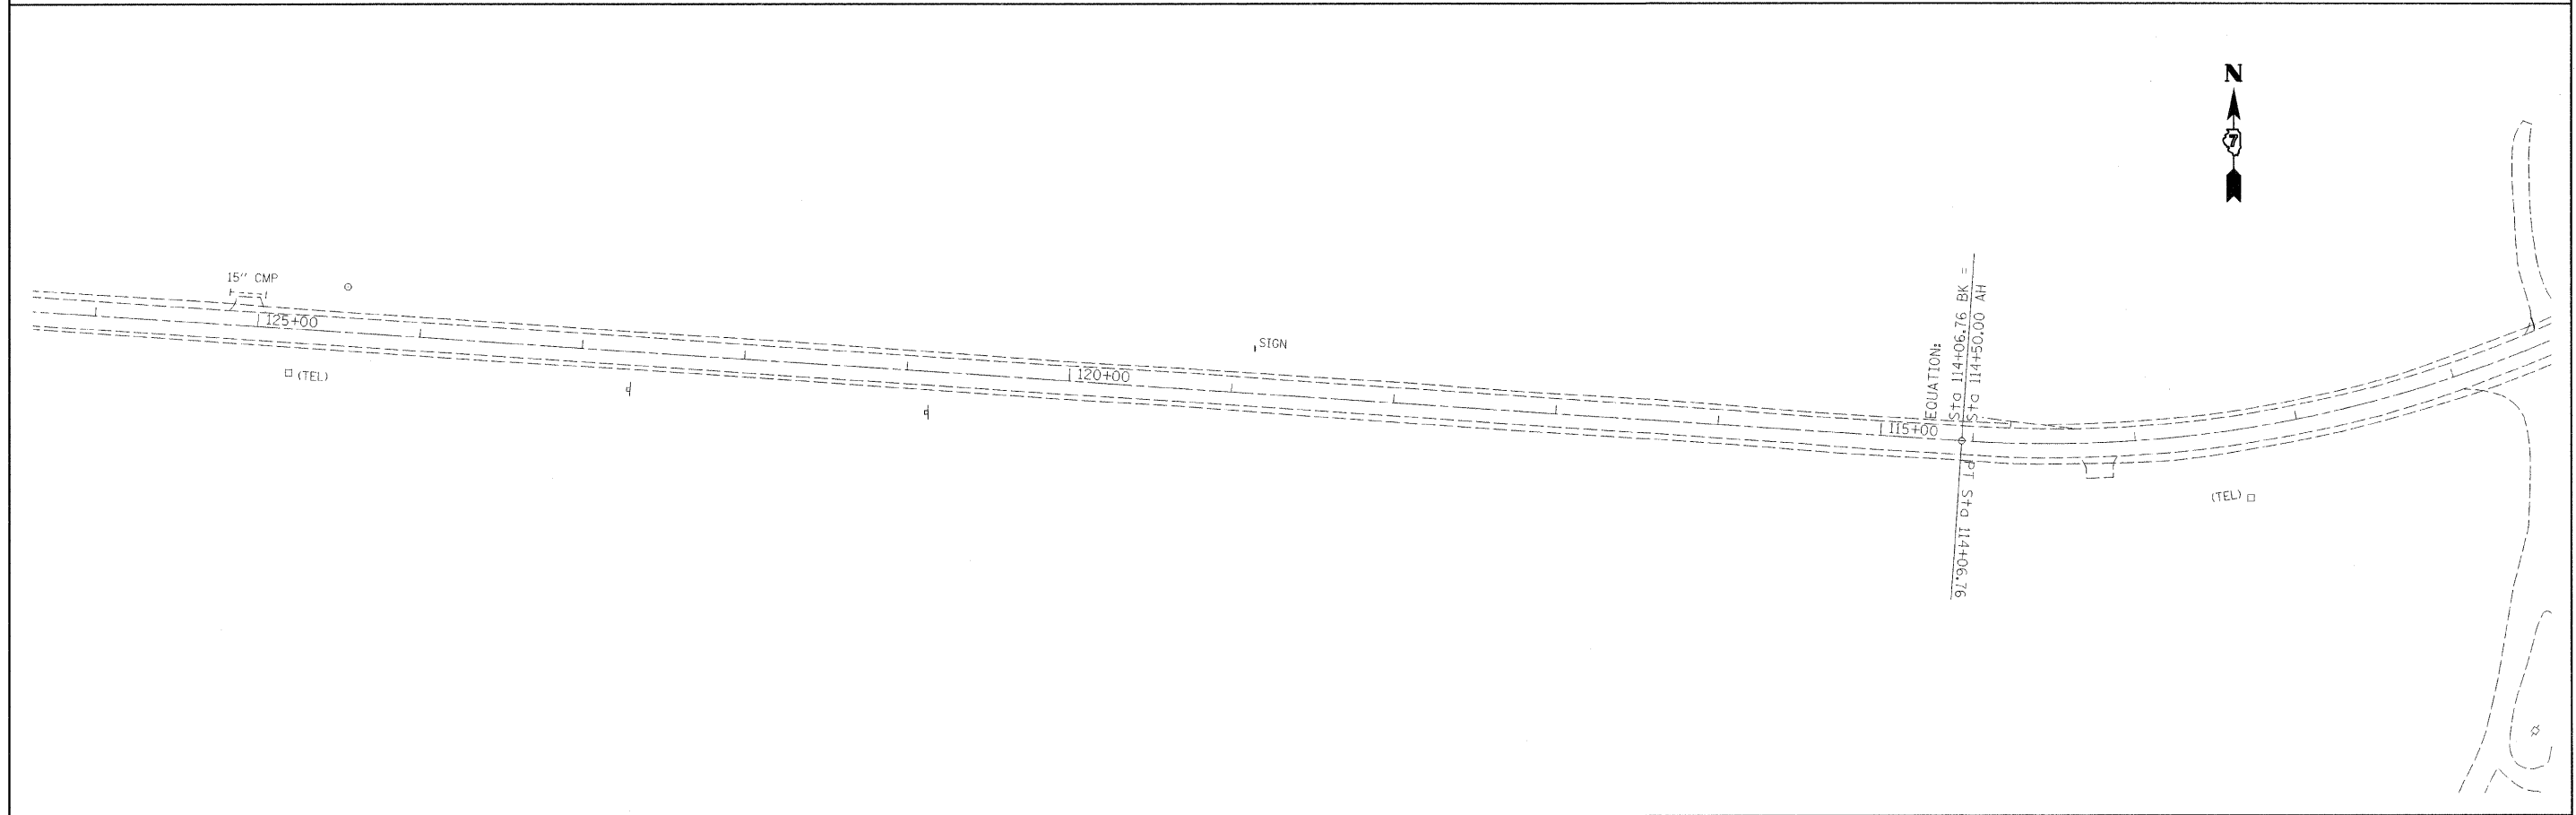 N
7
15" CMP
125+00
(TEL)
SIGN
120+00
EQUATION:
Sta 114+06.76 BK =
Sta 114+50.00 AH
115+00
PT Sta 114+06.76
(TEL)